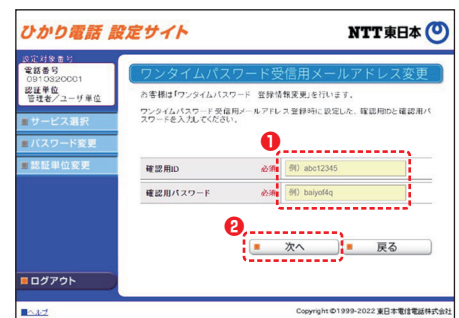 ひかり電話 設定サイト
NTT東日本
設定対象番号
電話番号
0910320001
認証単位
管理者/ユーザ単位
サービス選択
パスワード変更
認証単位変更
ログアウト
ヘルプ
ワンタイムパスワード受信用メールアドレス変更
お客様は「ワンタイムパスワード 登録情報変更」を行います。
ワンタイムパスワード受信用メールアドレス登録時に設定した、確認用IDと確認用パ
スワードを入力してください。
1
確認用ID 必須 例) abc12345
確認用パスワード 必須 例) baiyof4q
2
次へ 戻る
Copyright © 1999-2022 東日本電信電話株式会社